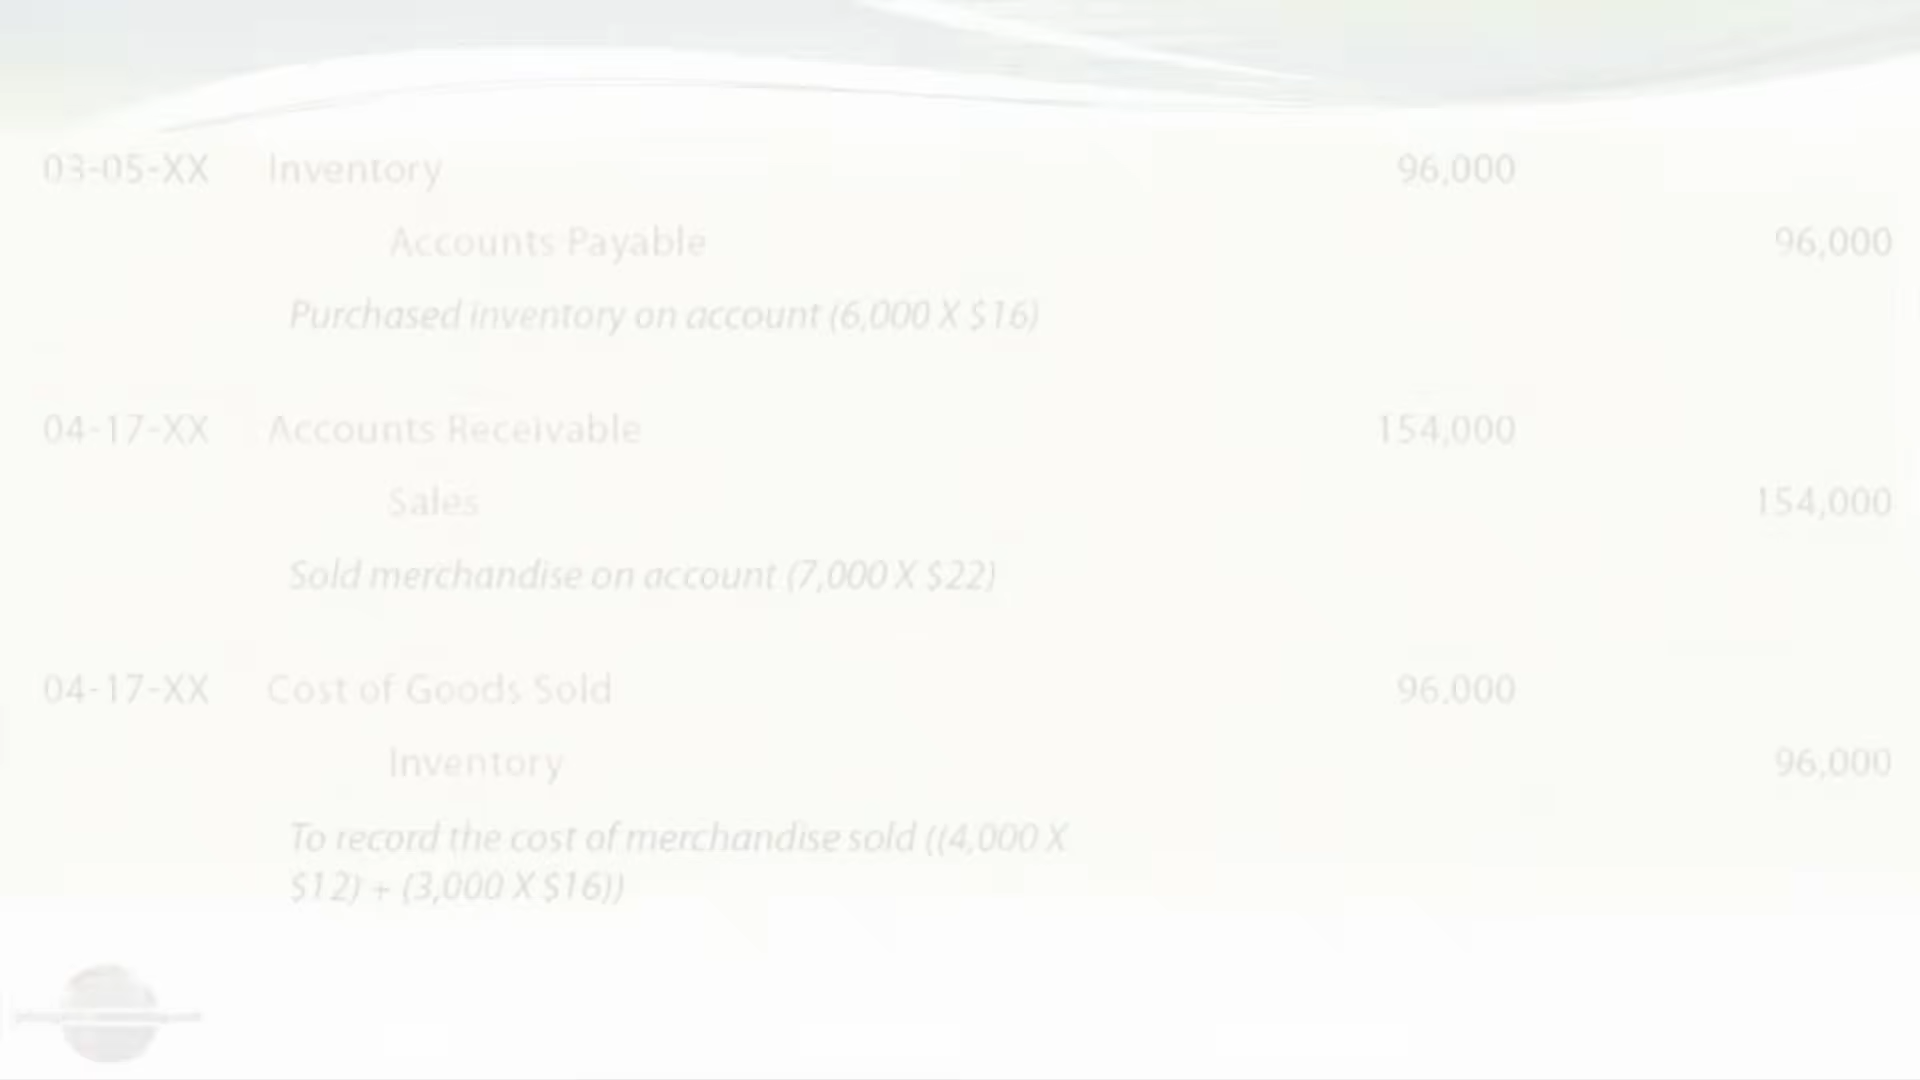 03-05-XX Inventory 96,000
Accounts Payable 96,000
Purchased inventory on account (6,000 X $16)
04-17-XX Accounts Receivable 154,000
Sales 154,000
Sold merchandise on account (7,000 X $22)
04-17-XX Cost of Goods Sold 96,000
Inventory 96,000
To record the cost of merchandise sold ((4,000 X
$12) + (3,000 X $16))